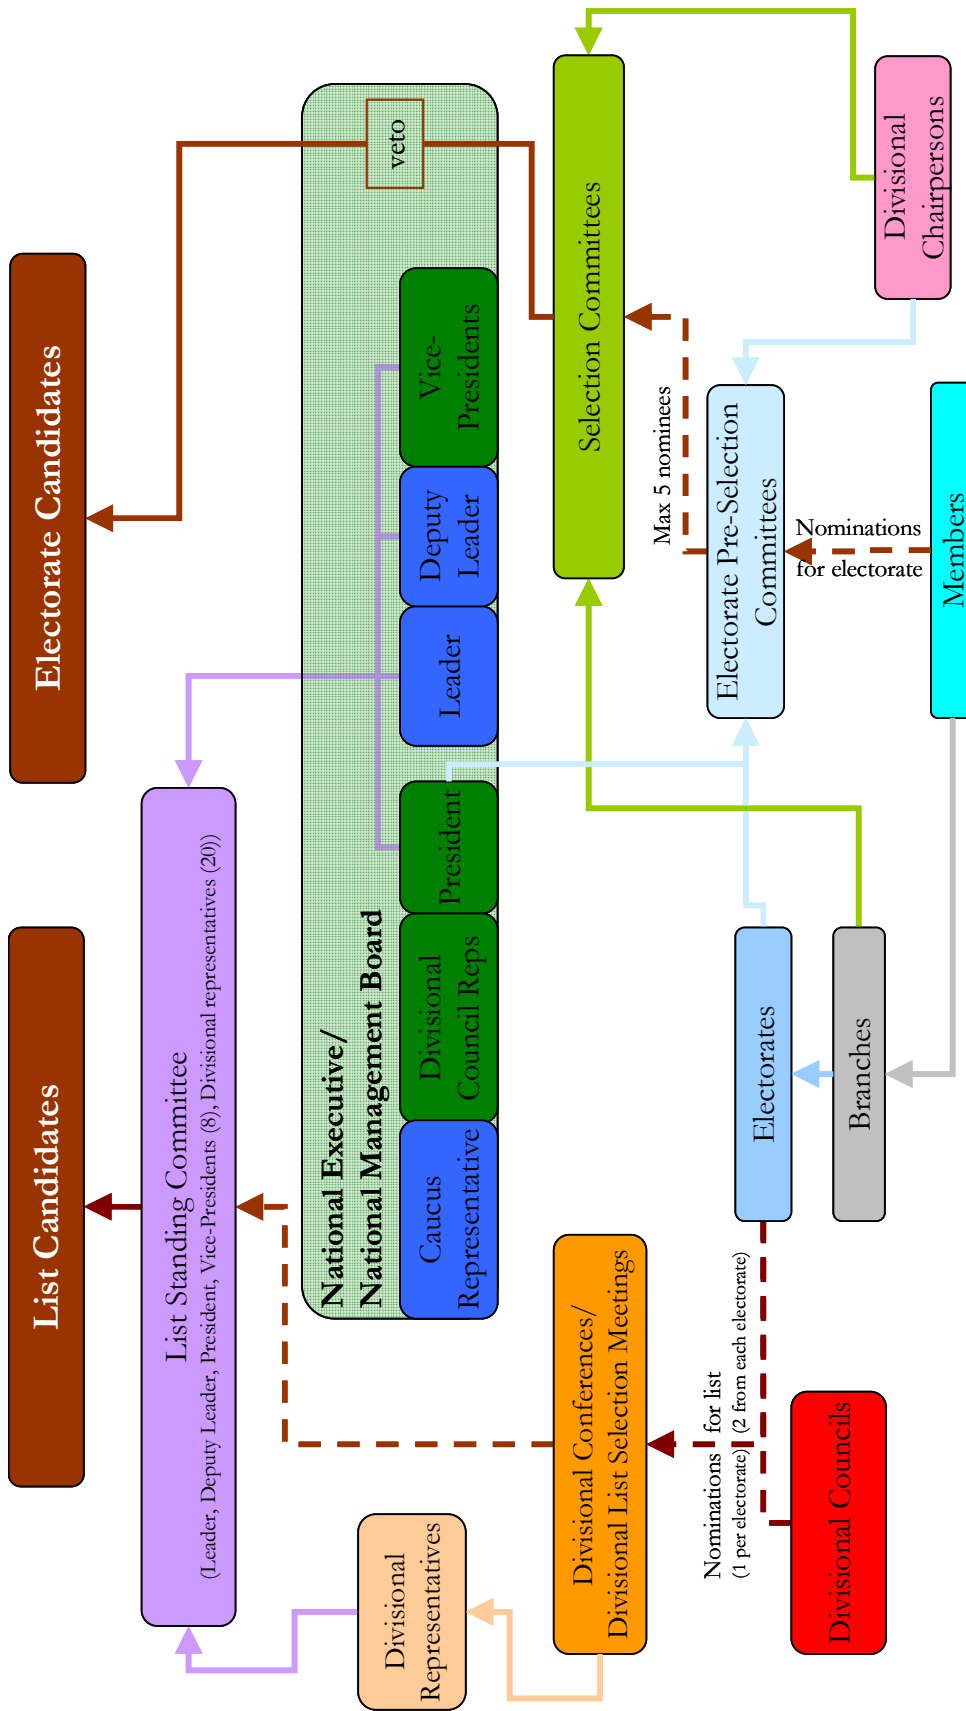 List Candidates
Electorate Candidates
List Standing Committee
(Leader, Deputy Leader, President, Vice-Presidents (8), Divisional representatives (20))
National Executive/
National Management Board
veto
Caucus
Representative
Divisional
Council Reps
President
Leader
Deputy
Leader
Vice-
Presidents
Divisional
Representatives
Divisional Conferences/
Divisional List Selection Meetings
Selection Committees
Max 5 nominees
Nominations for list
(1 per electorate) (2 from each electorate)
Electorates
Electorate Pre-Selection
Committees
Nominations
for electorate
Divisional Councils
Branches
Members
Divisional
Chairpersons